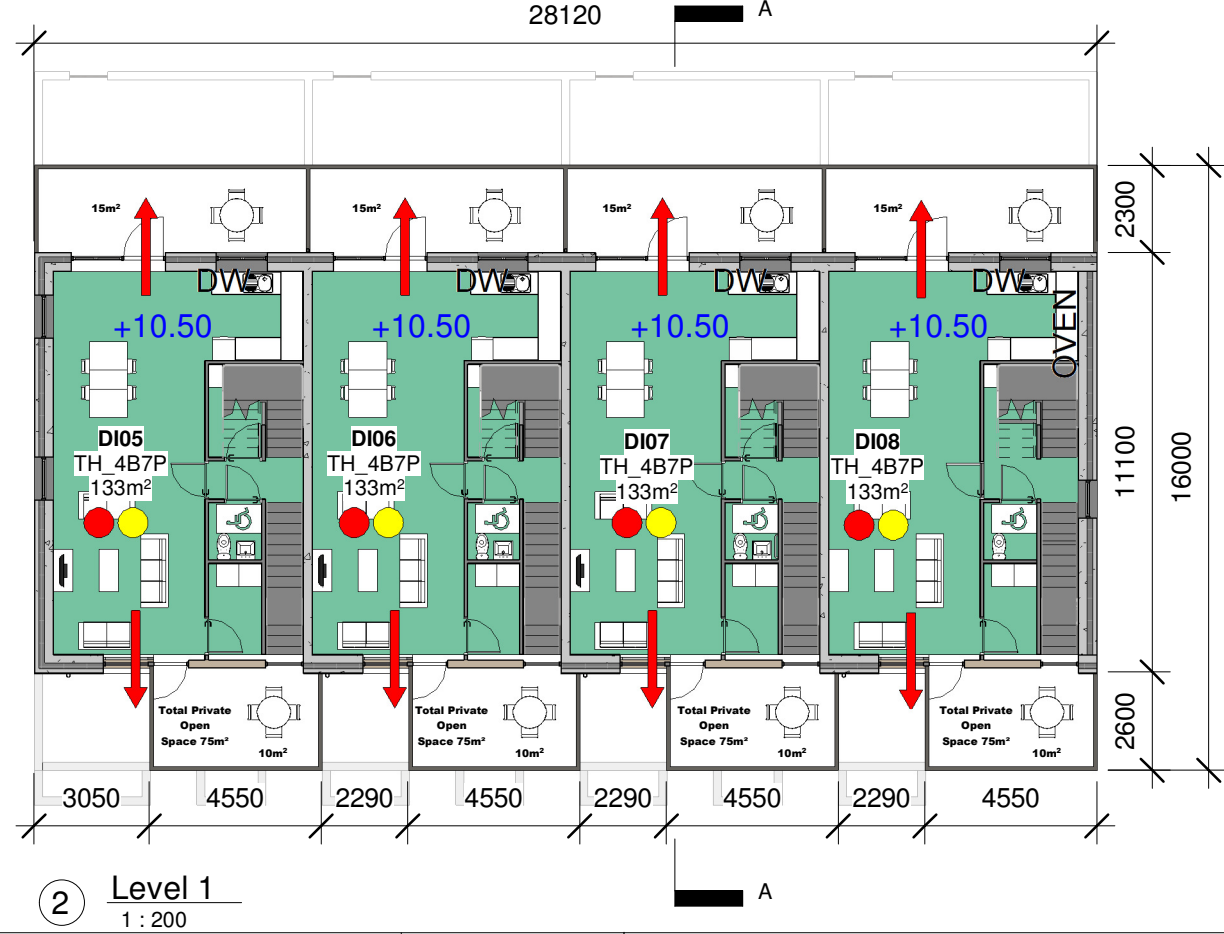 28120
A
15m²
15m²
15m²
15m²
2300
DW
DW
DW
DW
OVEN
+10.50
+10.50
+10.50
+10.50
DI05
TH_4B7P
133m²
DI06
TH_4B7P
133m²
DI07
TH_4B7P
133m²
DI08
TH_4B7P
133m²
11100
16000
Total Private
Open
Space 75m²
10m²
Total Private
Open
Space 75m²
10m²
Total Private
Open
Space 75m²
10m²
Total Private
Open
Space 75m²
10m²
2600
3050
4550
2290
4550
2290
4550
2290
4550
A
2
Level 1
1 : 200